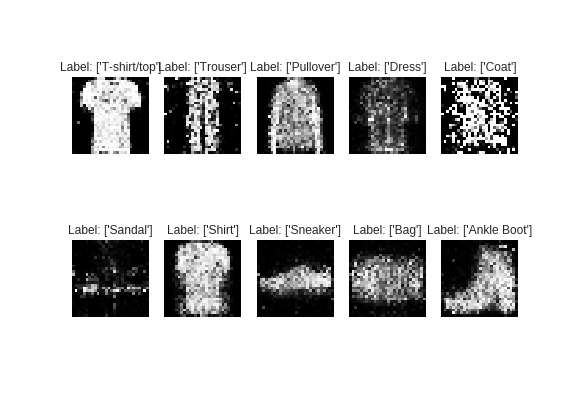 Label: ['T-shirt/top'] Label: ['Trouser'] Label: ['Pullover'] Label: ['Dress'] Label: ['Coat']
Label: ['Sandal'] Label: ['Shirt'] Label: ['Sneaker'] Label: ['Bag'] Label: ['Ankle Boot']